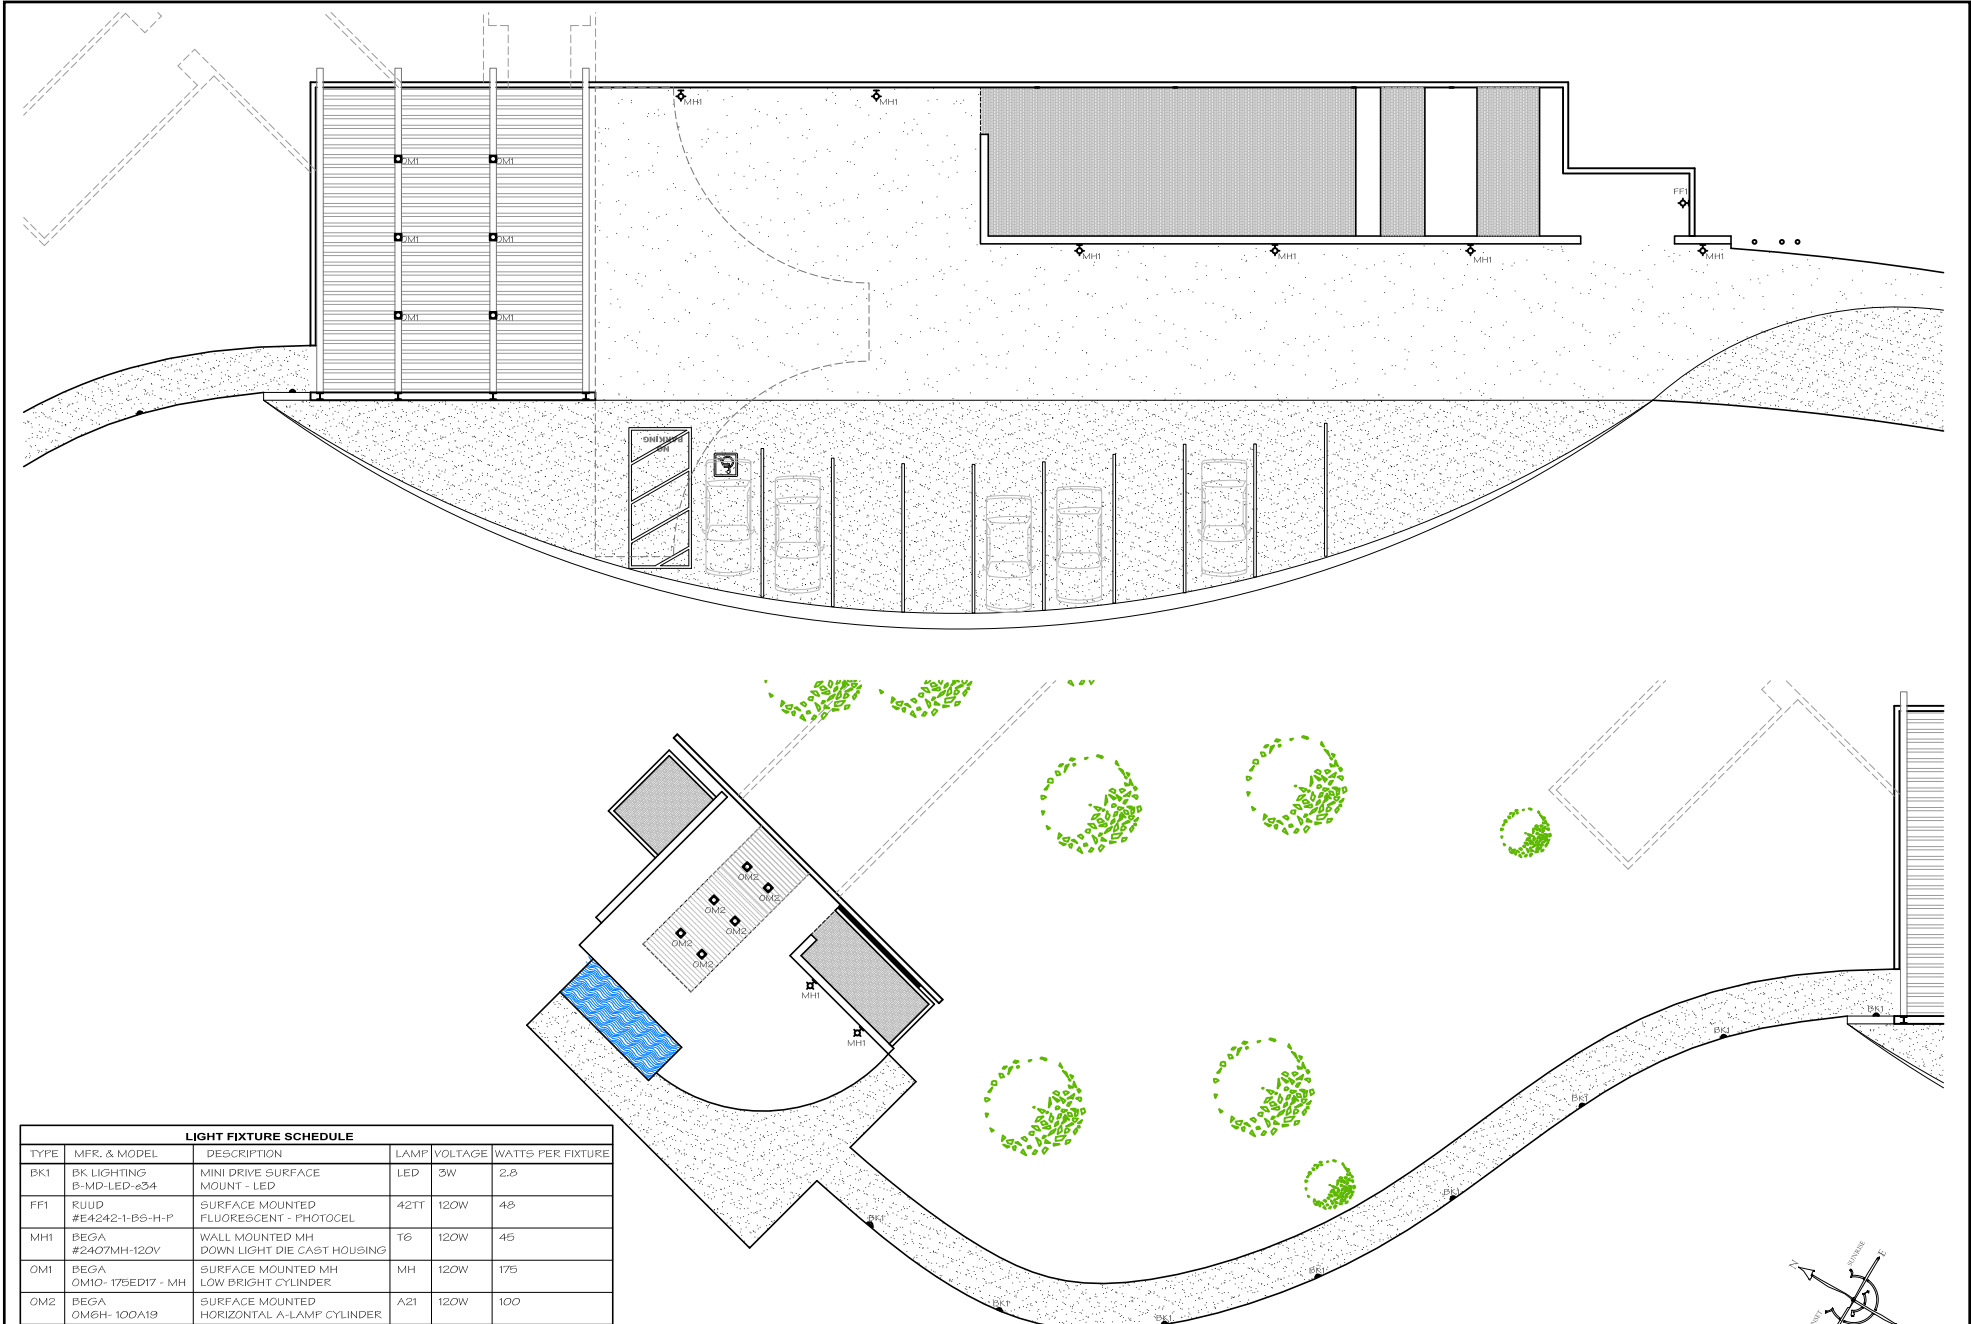 MH1
MH1
OM1
OM1
FF1
OM1
OM1
MH1
MH1
MH1
MH1
OM1
OM1
NO
PARKING
OM2
OM2
OM2
OM2
OM2
OM2
MH1
MH1
BK1
BK1
BK1
BK1
BK1
BK1
BK1
BK1
LIGHT FIXTURE SCHEDULE
TYPE MFR. & MODEL DESCRIPTION LAMP VOLTAGE WATTS PER FIXTURE
BK1 BK LIGHTING MINI DRIVE SURFACE LED 3W 2.8
B-MD-LED-e34 MOUNT - LED
FF1 RUUD SURFACE MOUNTED 42TT 120W 48
#E4242-1-BS-H-P FLUORESCENT - PHOTOCEL
MH1 BEGA WALL MOUNTED MH T6 120W 45
#2407MH-120V DOWN LIGHT DIE CAST HOUSING
OM1 BEGA SURFACE MOUNTED MH MH 120W 175
OM10- 175ED17 - MH LOW BRIGHT CYLINDER
OM2 BEGA SURFACE MOUNTED A21 120W 100
OM6H- 100A19 HORIZONTAL A-LAMP CYLINDER
N
E
SUNRISE